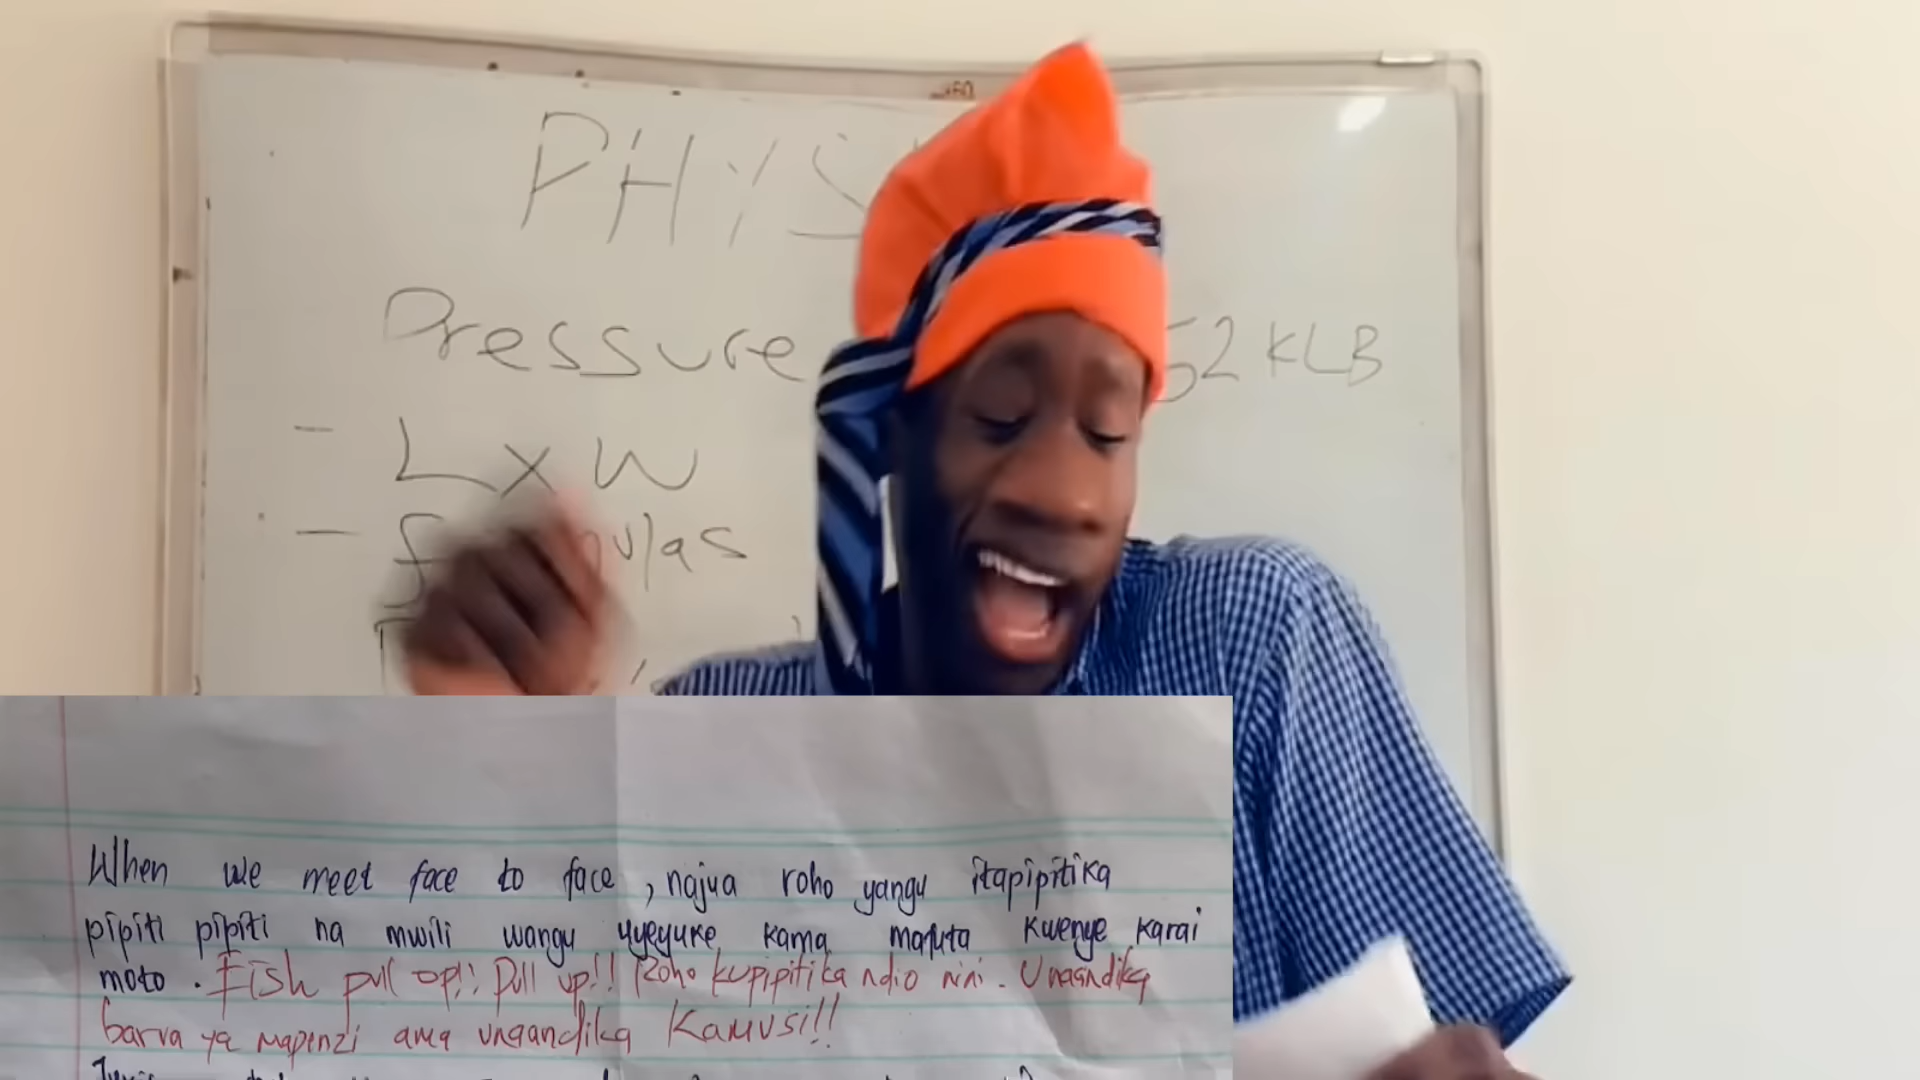 PHYS
Pressure 52 KLB
- L x W
-
When we meet face to face, najua roho yangu itapipitika
pipiti pipiti na mwili wangu uyeyuke kama mafuta kwenye karai
moto. Fish pull up!! Pull up!! Roho kupipitika ndio nini. Unaandika
barua ya mapenzi ama unaandika Kamusi!!